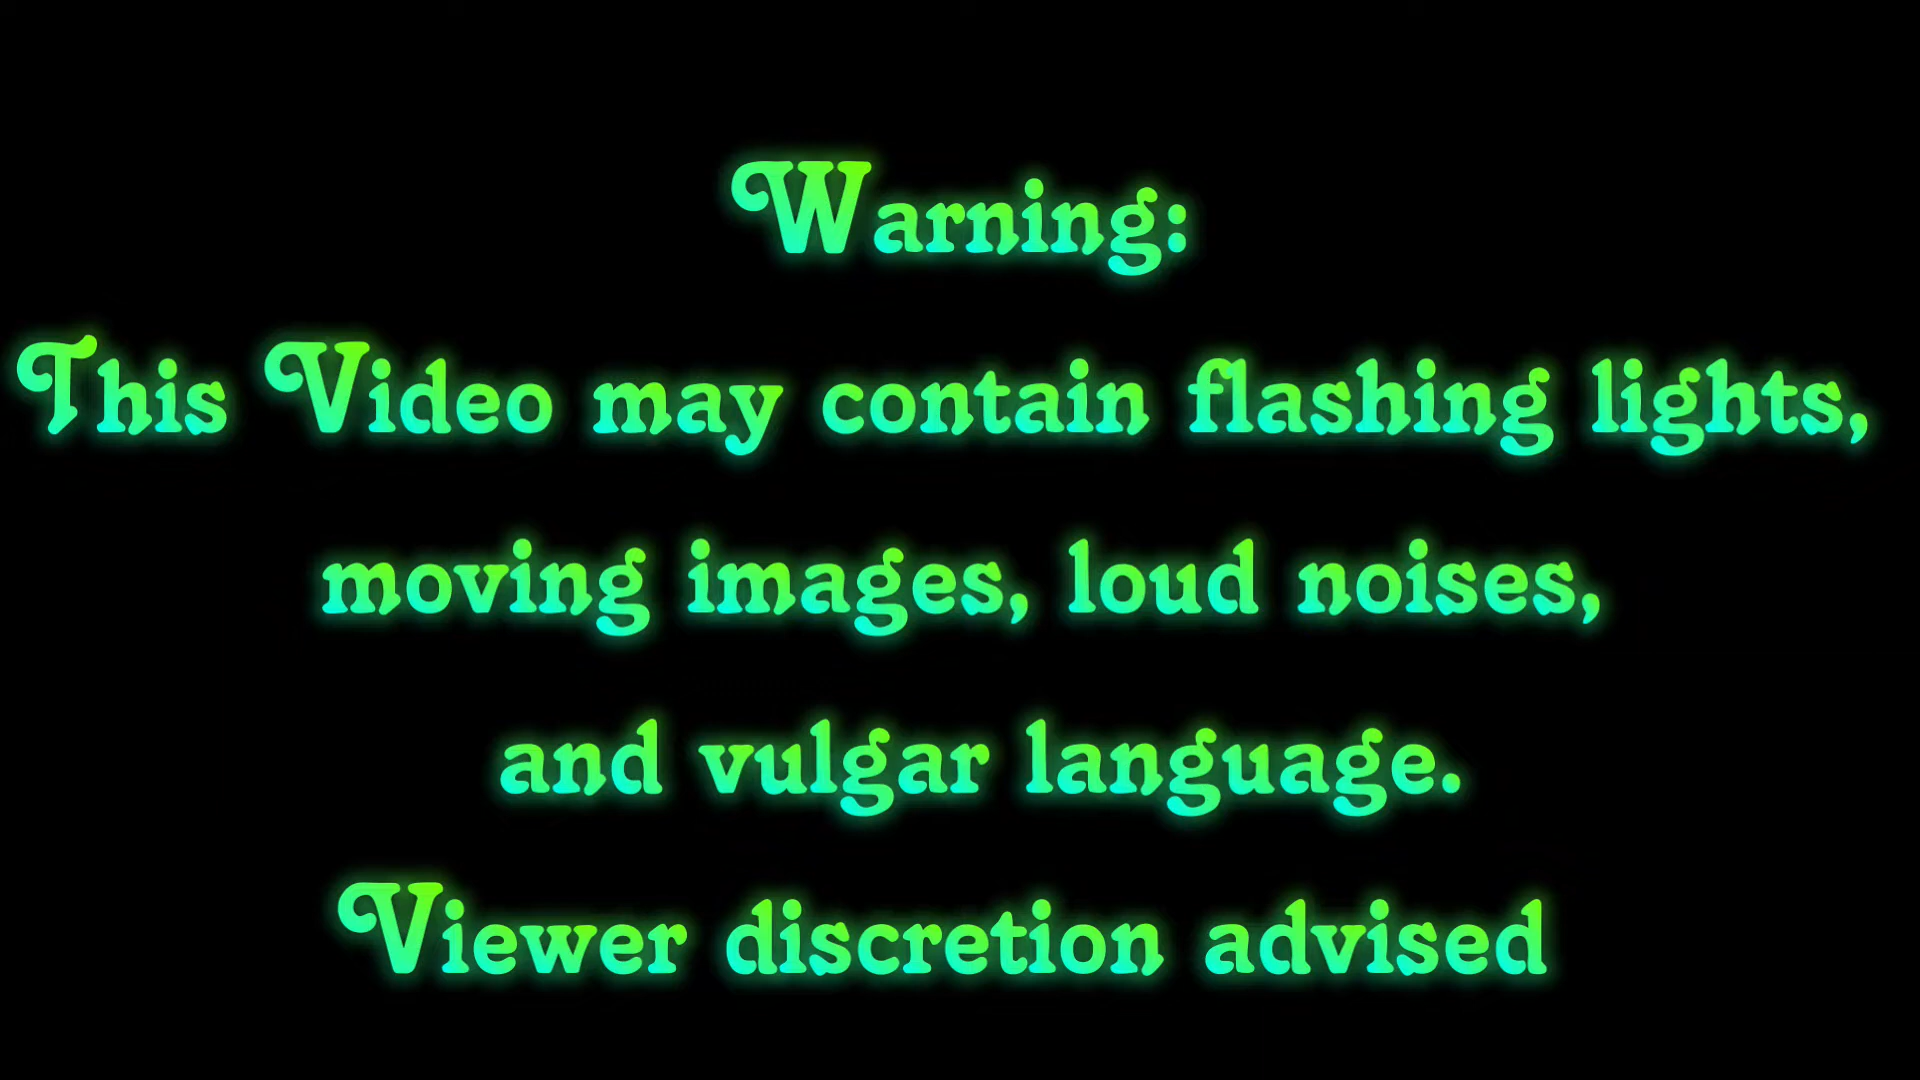 Warning:
This Video may contain flashing lights,
moving images, loud noises,
and vulgar language.
Viewer discretion advised